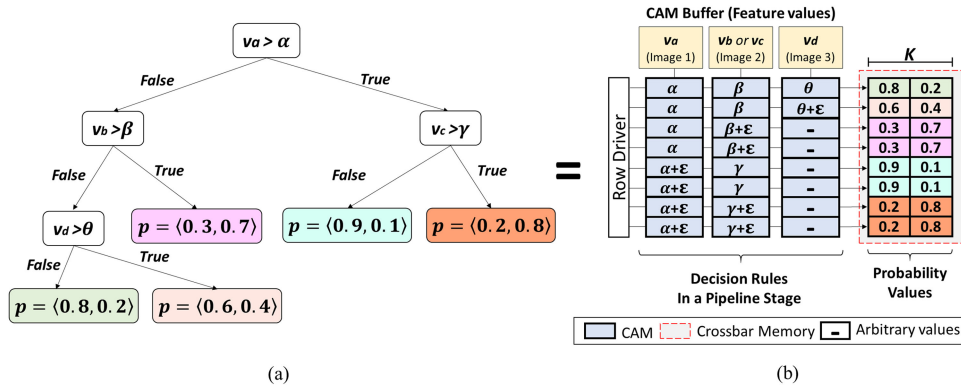 va > α
False
True
vb >β
vc >γ
False
True
False
True
vd >θ
p = ⟨0.3, 0.7⟩
p = ⟨0.9, 0.1⟩
p = ⟨0.2, 0.8⟩
False
True
p = ⟨0.8, 0.2⟩
p = ⟨0.6, 0.4⟩
(a)
=
CAM Buffer (Feature values)
va
(Image 1)
vb or vc
(Image 2)
vd
(Image 3)
K
Row Driver
α β θ 0.8 0.2
α β θ+ε 0.6 0.4
α β+ε - 0.3 0.7
α β+ε - 0.3 0.7
α+ε γ - 0.9 0.1
α+ε γ - 0.9 0.1
α+ε γ+ε - 0.2 0.8
α+ε γ+ε - 0.2 0.8
Decision Rules
In a Pipeline Stage
Probability
Values
CAM
Crossbar Memory
- Arbitrary values
(b)